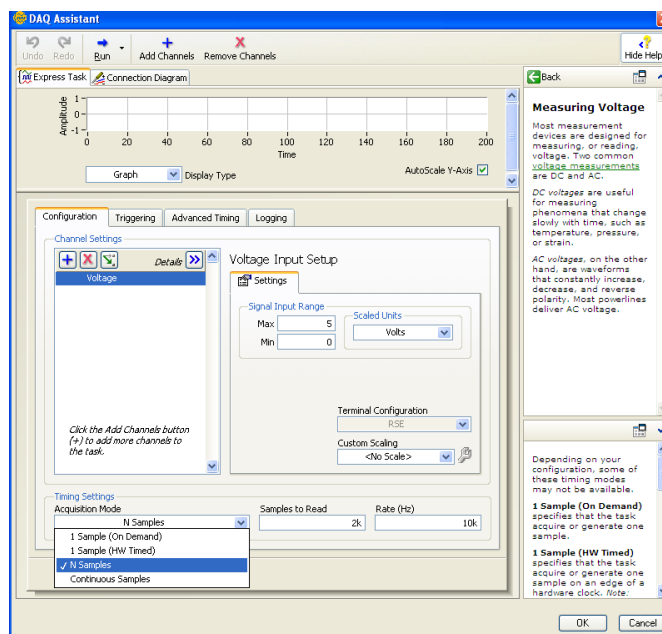 DAQ Assistant
Undo Redo Run Add Channels Remove Channels Hide Help
Express Task Connection Diagram
Amplitude
1
0
-1
0 20 40 60 80 100 120 140 160 180 200
Time
Graph Display Type AutoScale Y-Axis
Configuration Triggering Advanced Timing Logging
Channel Settings
Details
Voltage
Click the Add Channels button
(+) to add more channels to
the task.
Voltage Input Setup
Settings
Signal Input Range
Max 5
Min 0
Scaled Units
Volts
Terminal Configuration
RSE
Custom Scaling
<No Scale>
Timing Settings
Acquisition Mode Samples to Read Rate (Hz)
N Samples 2k 10k
1 Sample (On Demand)
1 Sample (HW Timed)
✓ N Samples
Continuous Samples
Back
Measuring Voltage
Most measurement
devices are designed for
measuring, or reading,
voltage. Two common
voltage measurements
are DC and AC.
DC voltages are useful
for measuring
phenomena that change
slowly with time, such as
temperature, pressure,
or strain.
AC voltages, on the other
hand, are waveforms
that constantly increase,
decrease, and reverse
polarity. Most powerlines
deliver AC voltage.
Depending on your
configuration, some of
these timing modes
may not be available.
1 Sample (On Demand)
specifies that the task
acquire or generate one
sample.
1 Sample (HW Timed)
specifies that the task
acquire or generate one
sample on an edge of a
hardware clock. Note:
OK Cancel